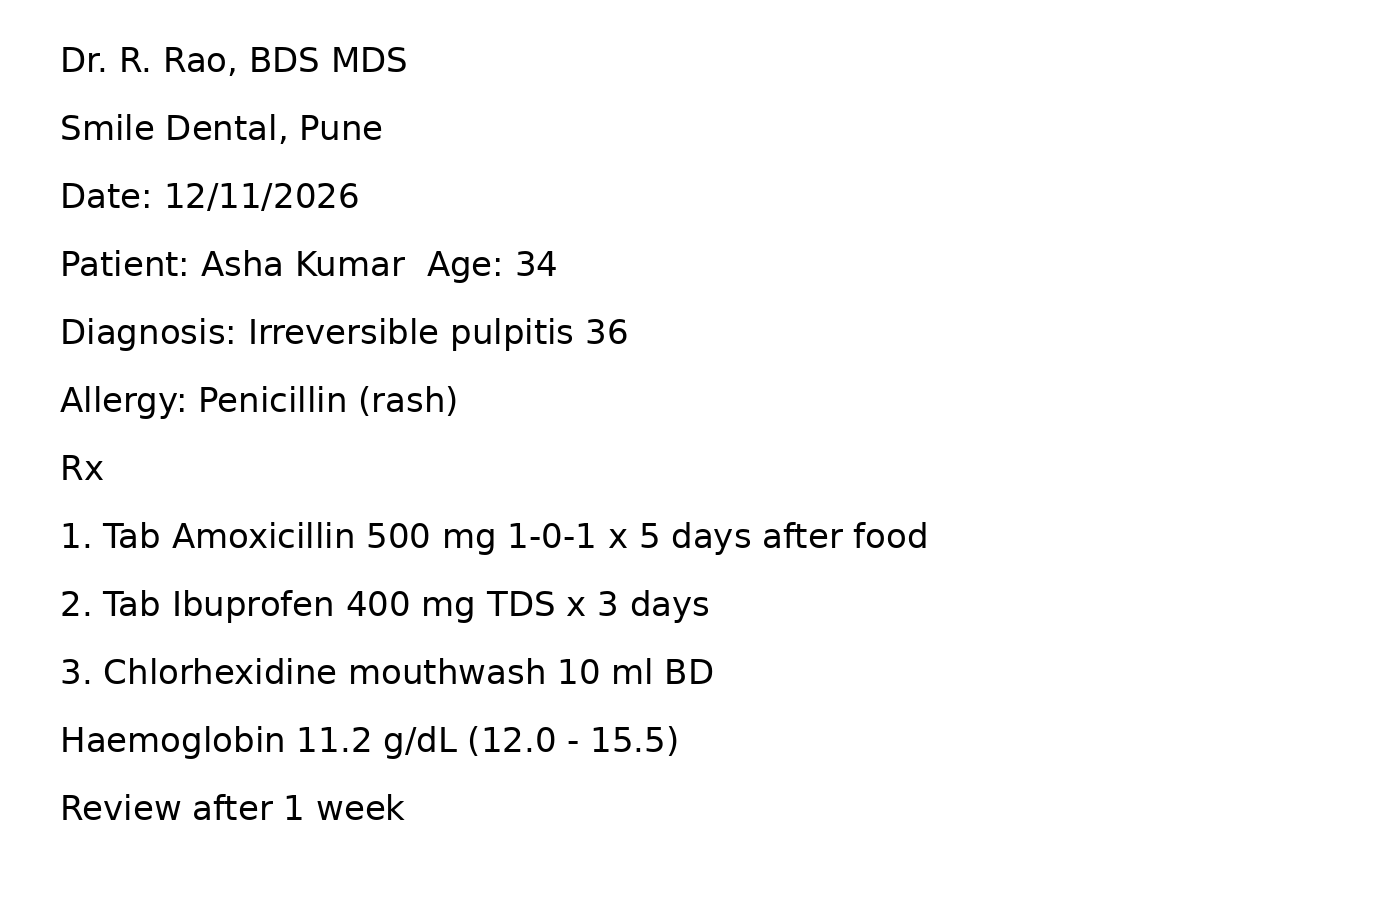 Dr. R. Rao, BDS MDS
Smile Dental, Pune
Date: 12/11/2026
Patient: Asha Kumar  Age: 34
Diagnosis: Irreversible pulpitis 36
Allergy: Penicillin (rash)
Rx
1. Tab Amoxicillin 500 mg 1-0-1 x 5 days after food
2. Tab Ibuprofen 400 mg TDS x 3 days
3. Chlorhexidine mouthwash 10 ml BD
Haemoglobin 11.2 g/dL (12.0 - 15.5)
Review after 1 week